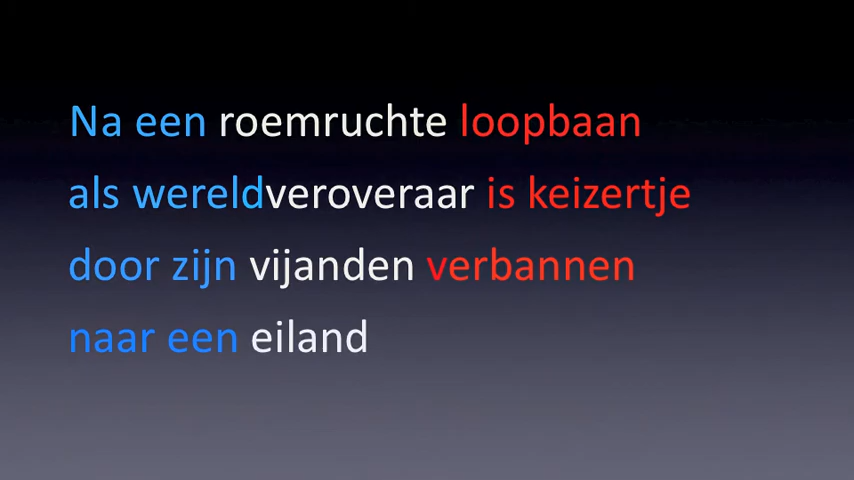 Na een roemruchte loopbaan
als wereldveroveraar is keizertje
door zijn vijanden verbannen
naar een eiland